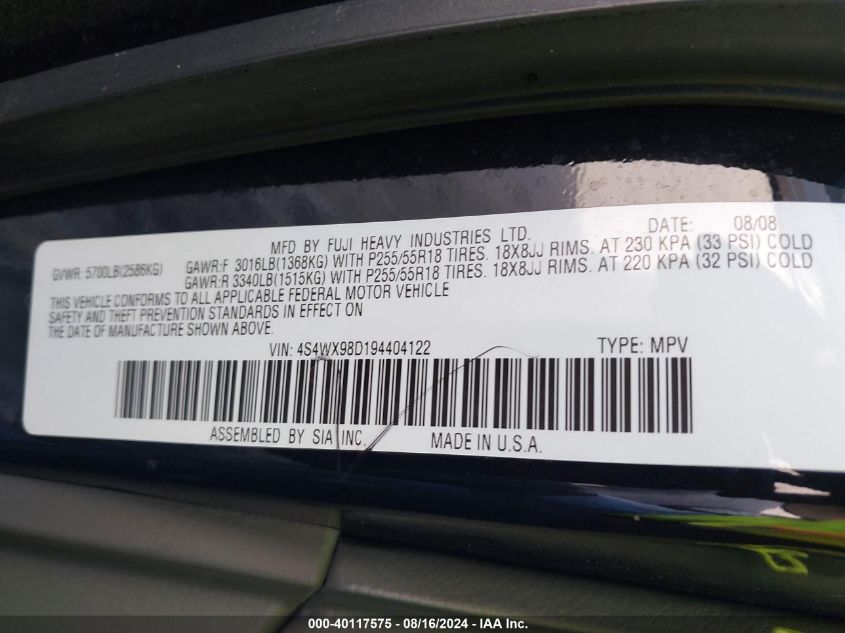 MFD BY FUJI HEAVY INDUSTRIES LTD. DATE: 08/08
GVWR: 5700LB(2586KG) GAWR:F 3016LB(1368KG) WITH P255/55R18 TIRES. 18X8JJ RIMS. AT 230 KPA (33 PSI) COLD
GAWR:R 3340LB(1515KG) WITH P255/55R18 TIRES. 18X8JJ RIMS. AT 220 KPA (32 PSI) COLD
THIS VEHICLE CONFORMS TO ALL APPLICABLE FEDERAL MOTOR VEHICLE
SAFETY AND THEFT PREVENTION STANDARDS IN EFFECT ON
THE DATE OF MANUFACTURE SHOWN ABOVE.
VIN: 4S4WX98D194404122 TYPE: MPV
ASSEMBLED BY SIA INC. MADE IN U.S.A.
000-40117575 - 08/16/2024 - IAA Inc.